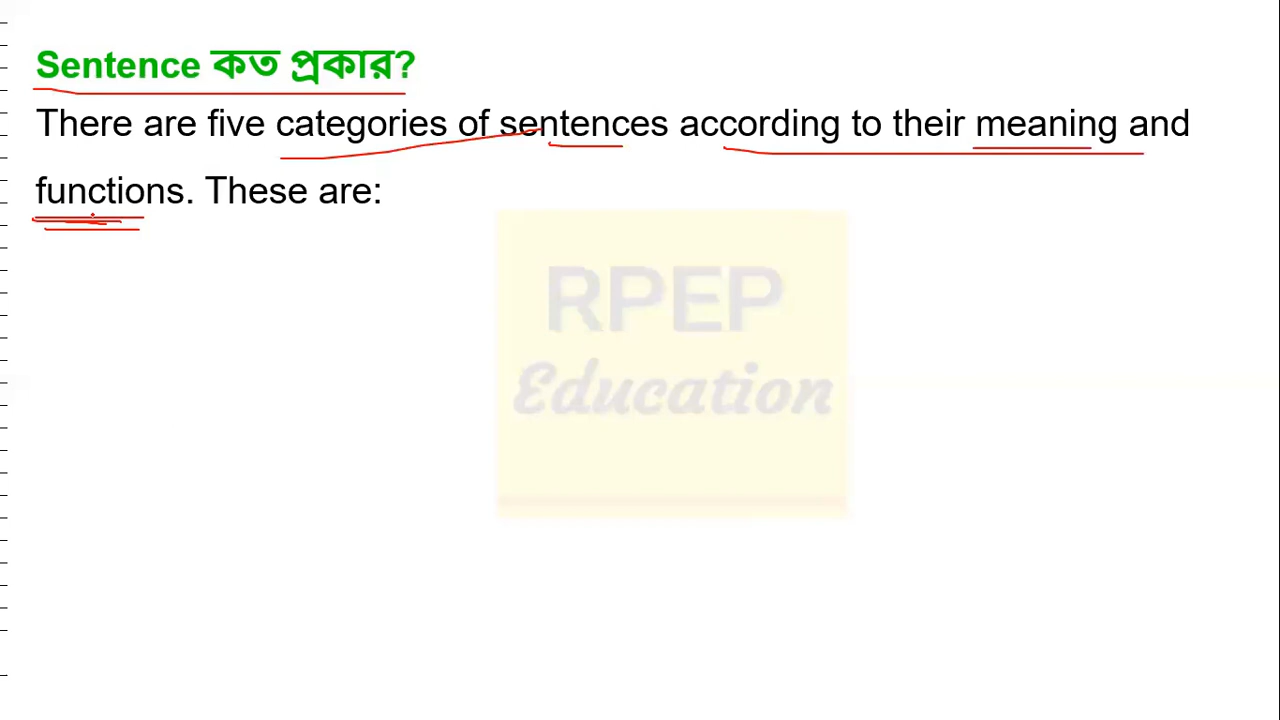 Sentence কত প্রকার?
There are five categories of sentences according to their meaning and
functions. These are:
RPEP
Education